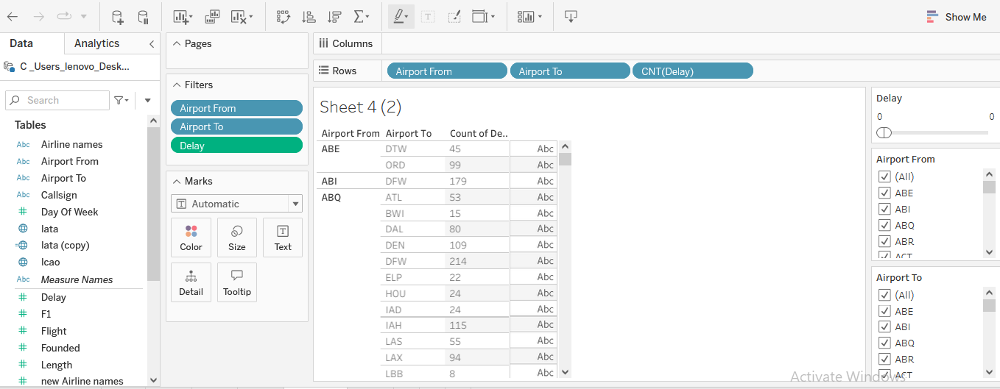 Show Me
Data
Analytics
C _Users_lenovo_Desk...
Search
Tables
Abc Airline names
Abc Airport From
Abc Airport To
Abc Callsign
# Day Of Week
Iata
Iata (copy)
Icao
Abc Measure Names
# Delay
# F1
# Flight
# Founded
# Length
# new Airline names
Pages
Filters
Airport From
Airport To
Delay
Marks
T Automatic
Color
Size
T Text
Detail
Tooltip
Columns
Rows
Airport From
Airport To
CNT(Delay)
Sheet 4 (2)
Airport From Airport To Count of De..
ABE DTW 45 Abc
ORD 99 Abc
ABI DFW 179 Abc
ABQ ATL 53 Abc
BWI 15 Abc
DAL 80 Abc
DEN 109 Abc
DFW 214 Abc
ELP 22 Abc
HOU 24 Abc
IAD 24 Abc
IAH 115 Abc
LAS 55 Abc
LAX 94 Abc
LBB 8 Abc
Delay
0 0
Airport From
(All)
ABE
ABI
ABQ
ABR
ACT
Airport To
(All)
ABE
ABI
ABQ
ABR
ACT
Activate Windows